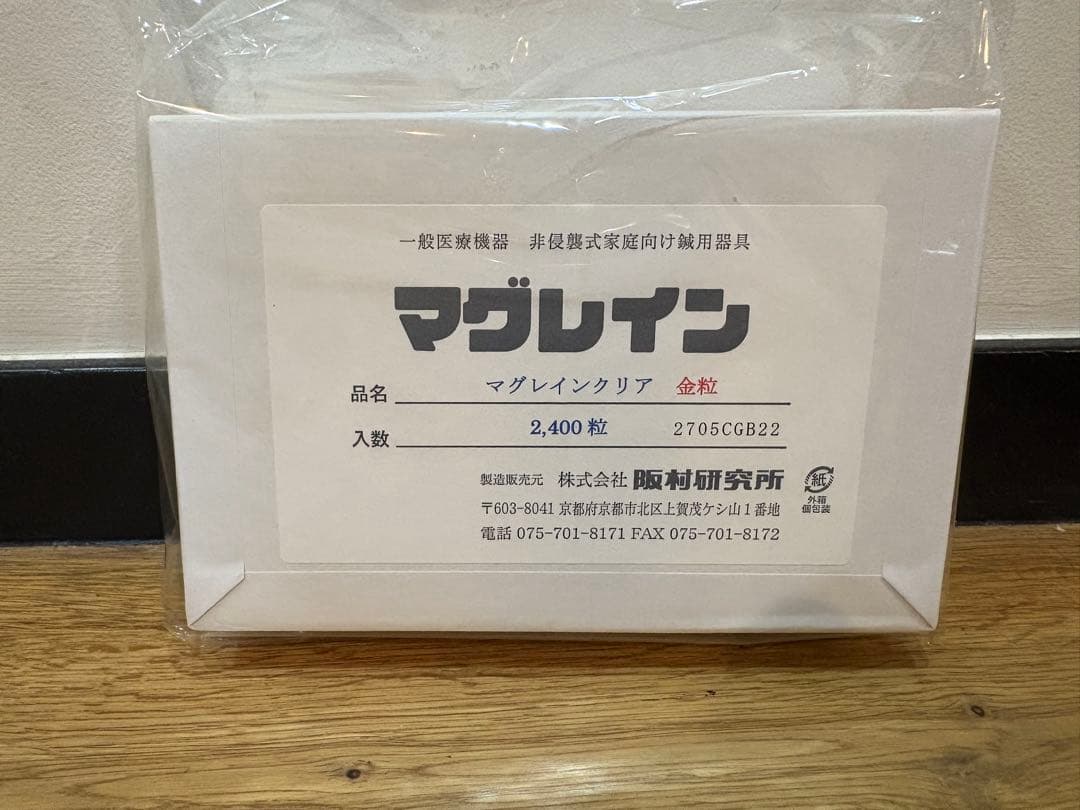 一般医療機器　非侵襲式家庭向け鍼用器具
マグレイン
品名 マグレインクリア 金粒
入数 2,400 粒 2705CGB22
製造販売元 株式会社 阪村研究所
〒603-8041 京都府京都市北区上賀茂ケシ山1番地
電話 075-701-8171 FAX 075-701-8172
紙
外箱
個包装